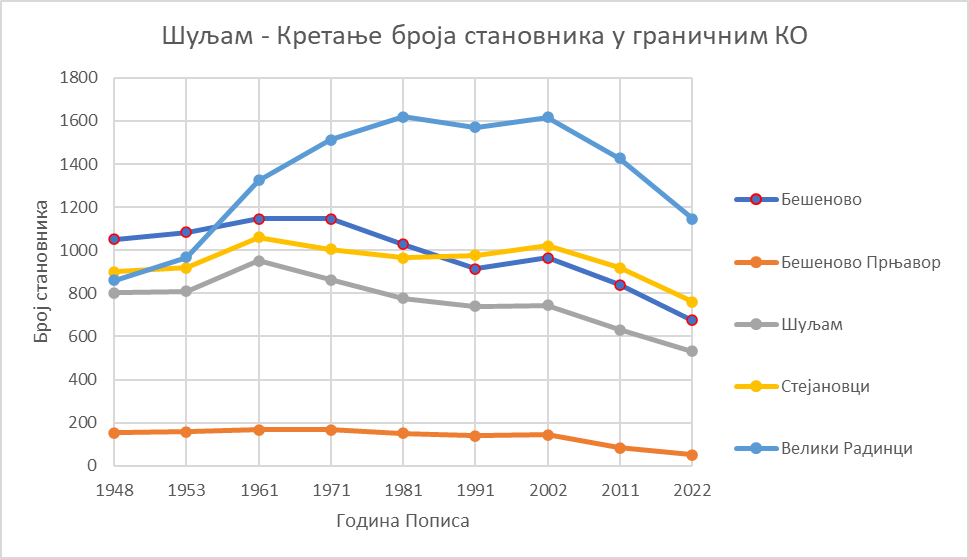 Шуљам - Кретање броја становника у граничним КО
1800
1600
1400
1200
1000
800
600
400
200
0
Број становника
1948 1953 1961 1971 1981 1991 2002 2011 2022
Година Пописа
Бешеново
Бешеново Прњавор
Шуљам
Стејановци
Велики Радинци